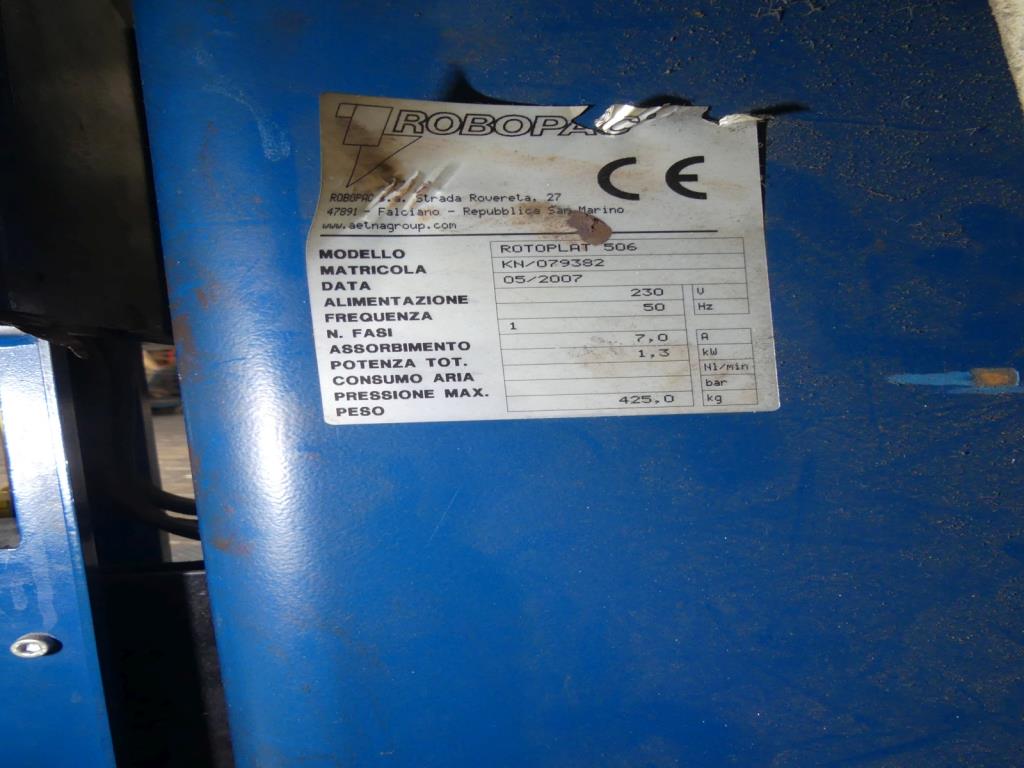 ROBOPAC
CE
ROBOPAC s.a. Strada Rovereta, 27
47891 - Falciano - Repubblica San Marino
www.aetnagroup.com
MODELLO ROTOPLAT 506
MATRICOLA KN/079382
DATA 05/2007
ALIMENTAZIONE 230 V
FREQUENZA 50 Hz
N. FASI 1
ASSORBIMENTO 7,0 A
POTENZA TOT. 1,3 kW
CONSUMO ARIA Nl/min
PRESSIONE MAX. bar
PESO 425,0 kg